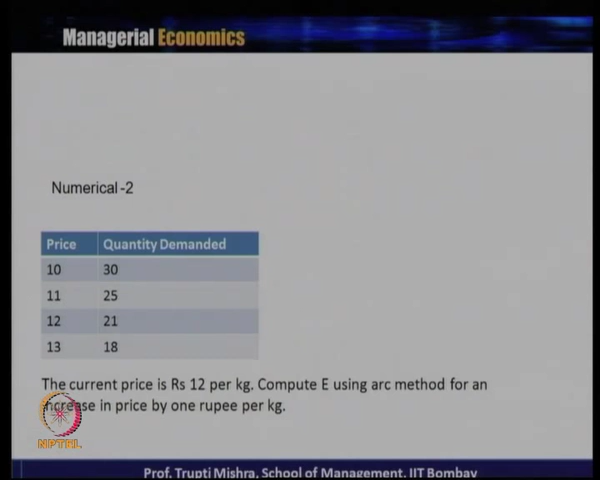 Managerial Economics
Numerical -2
Price Quantity Demanded
10 30
11 25
12 21
13 18
The current price is Rs 12 per kg. Compute E using arc method for an
increase in price by one rupee per kg.
NPTEL
Prof. Trupti Mishra, School of Management, IIT Bombay